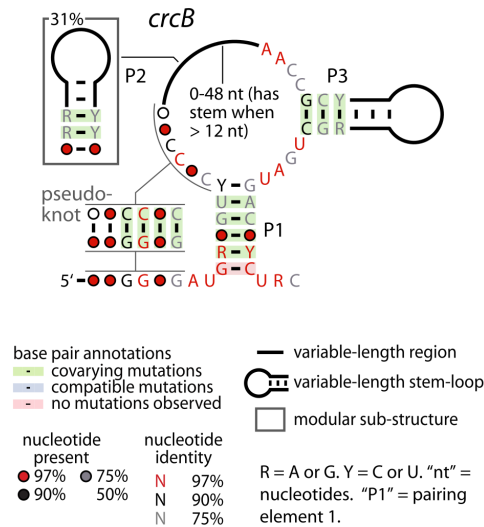 crcB
31%
P2
R - Y
R - Y
0-48 nt (has
stem when
> 12 nt)
A
A
C
C
P3
G C Y
C G R
U
G
A
U
A
C
C
C
Y - G
U - A
G - C
R - Y
G - C
P1
pseudo-
knot
C C C
G G G
5'
G G G A U
U R C
base pair annotations
covarying mutations
compatible mutations
no mutations observed
nucleotide
present
97% 75%
90% 50%
nucleotide
identity
N 97%
N 90%
N 75%
variable-length region
variable-length stem-loop
modular sub-structure
R = A or G. Y = C or U. “nt” =
nucleotides. “P1” = pairing
element 1.